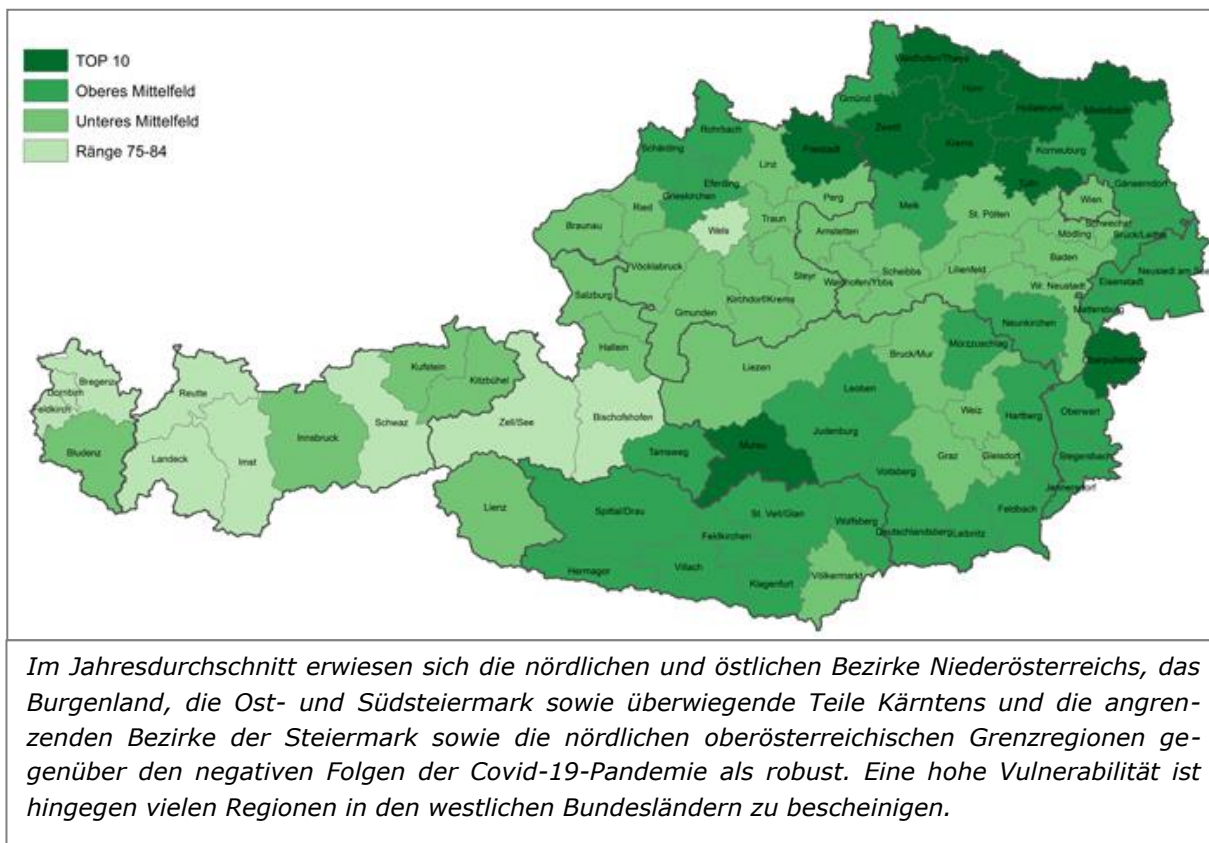 TOP 10
Oberes Mittelfeld
Unteres Mittelfeld
Ränge 75-84
Waidhofen/Thaya
Horn
Gmünd
Hollabrunn
Mistelbach
Zwettl
Krems
Freistadt
Rohrbach
Schärding
Korneuburg
Tulln
Gänserndorf
Linz
Eferding
Grieskirchen
Melk
St. Pölten
Wien
Perg
Ried
Traun
Wels
Schwechat
Mödling
Bruck/Leitha
Braunau
Amstetten
Baden
Neusiedl am See
Vöcklabruck
Steyr
Scheibbs
Lilienfeld
Eisenstadt
Waidhofen/Ybbs
Wr. Neustadt
Salzburg
Kirchdorf/Krems
Mattersburg
Gmunden
Neunkirchen
Mürzzuschlag
Hallein
Bruck/Mur
Oberpullendorf
Kufstein
Liezen
Kitzbühel
Bregenz
Dornbirn
Reutte
Leoben
Feldkirch
Schwaz
Zell/See
Bischofshofen
Weiz
Hartberg
Oberwert
Innsbruck
Judenburg
Murau
Bludenz
Landeck
Imst
Tamsweg
Graz
Gleisdorf
Voitsberg
Jennersdorf
Lienz
Spittal/Drau
St. Veit/Glan
Wolfsberg
Feldbach
Feldkirchen
Deutschlandsberg
Leibnitz
Hermagor
Villach
Klagenfurt
Völkermarkt
Im Jahresdurchschnitt erwiesen sich die nördlichen und östlichen Bezirke Niederösterreichs, das
Burgenland, die Ost- und Südsteiermark sowie überwiegende Teile Kärntens und die angren-
zenden Bezirke der Steiermark sowie die nördlichen oberösterreichischen Grenzregionen ge-
genüber den negativen Folgen der Covid-19-Pandemie als robust. Eine hohe Vulnerabilität ist
hingegen vielen Regionen in den westlichen Bundesländern zu bescheinigen.